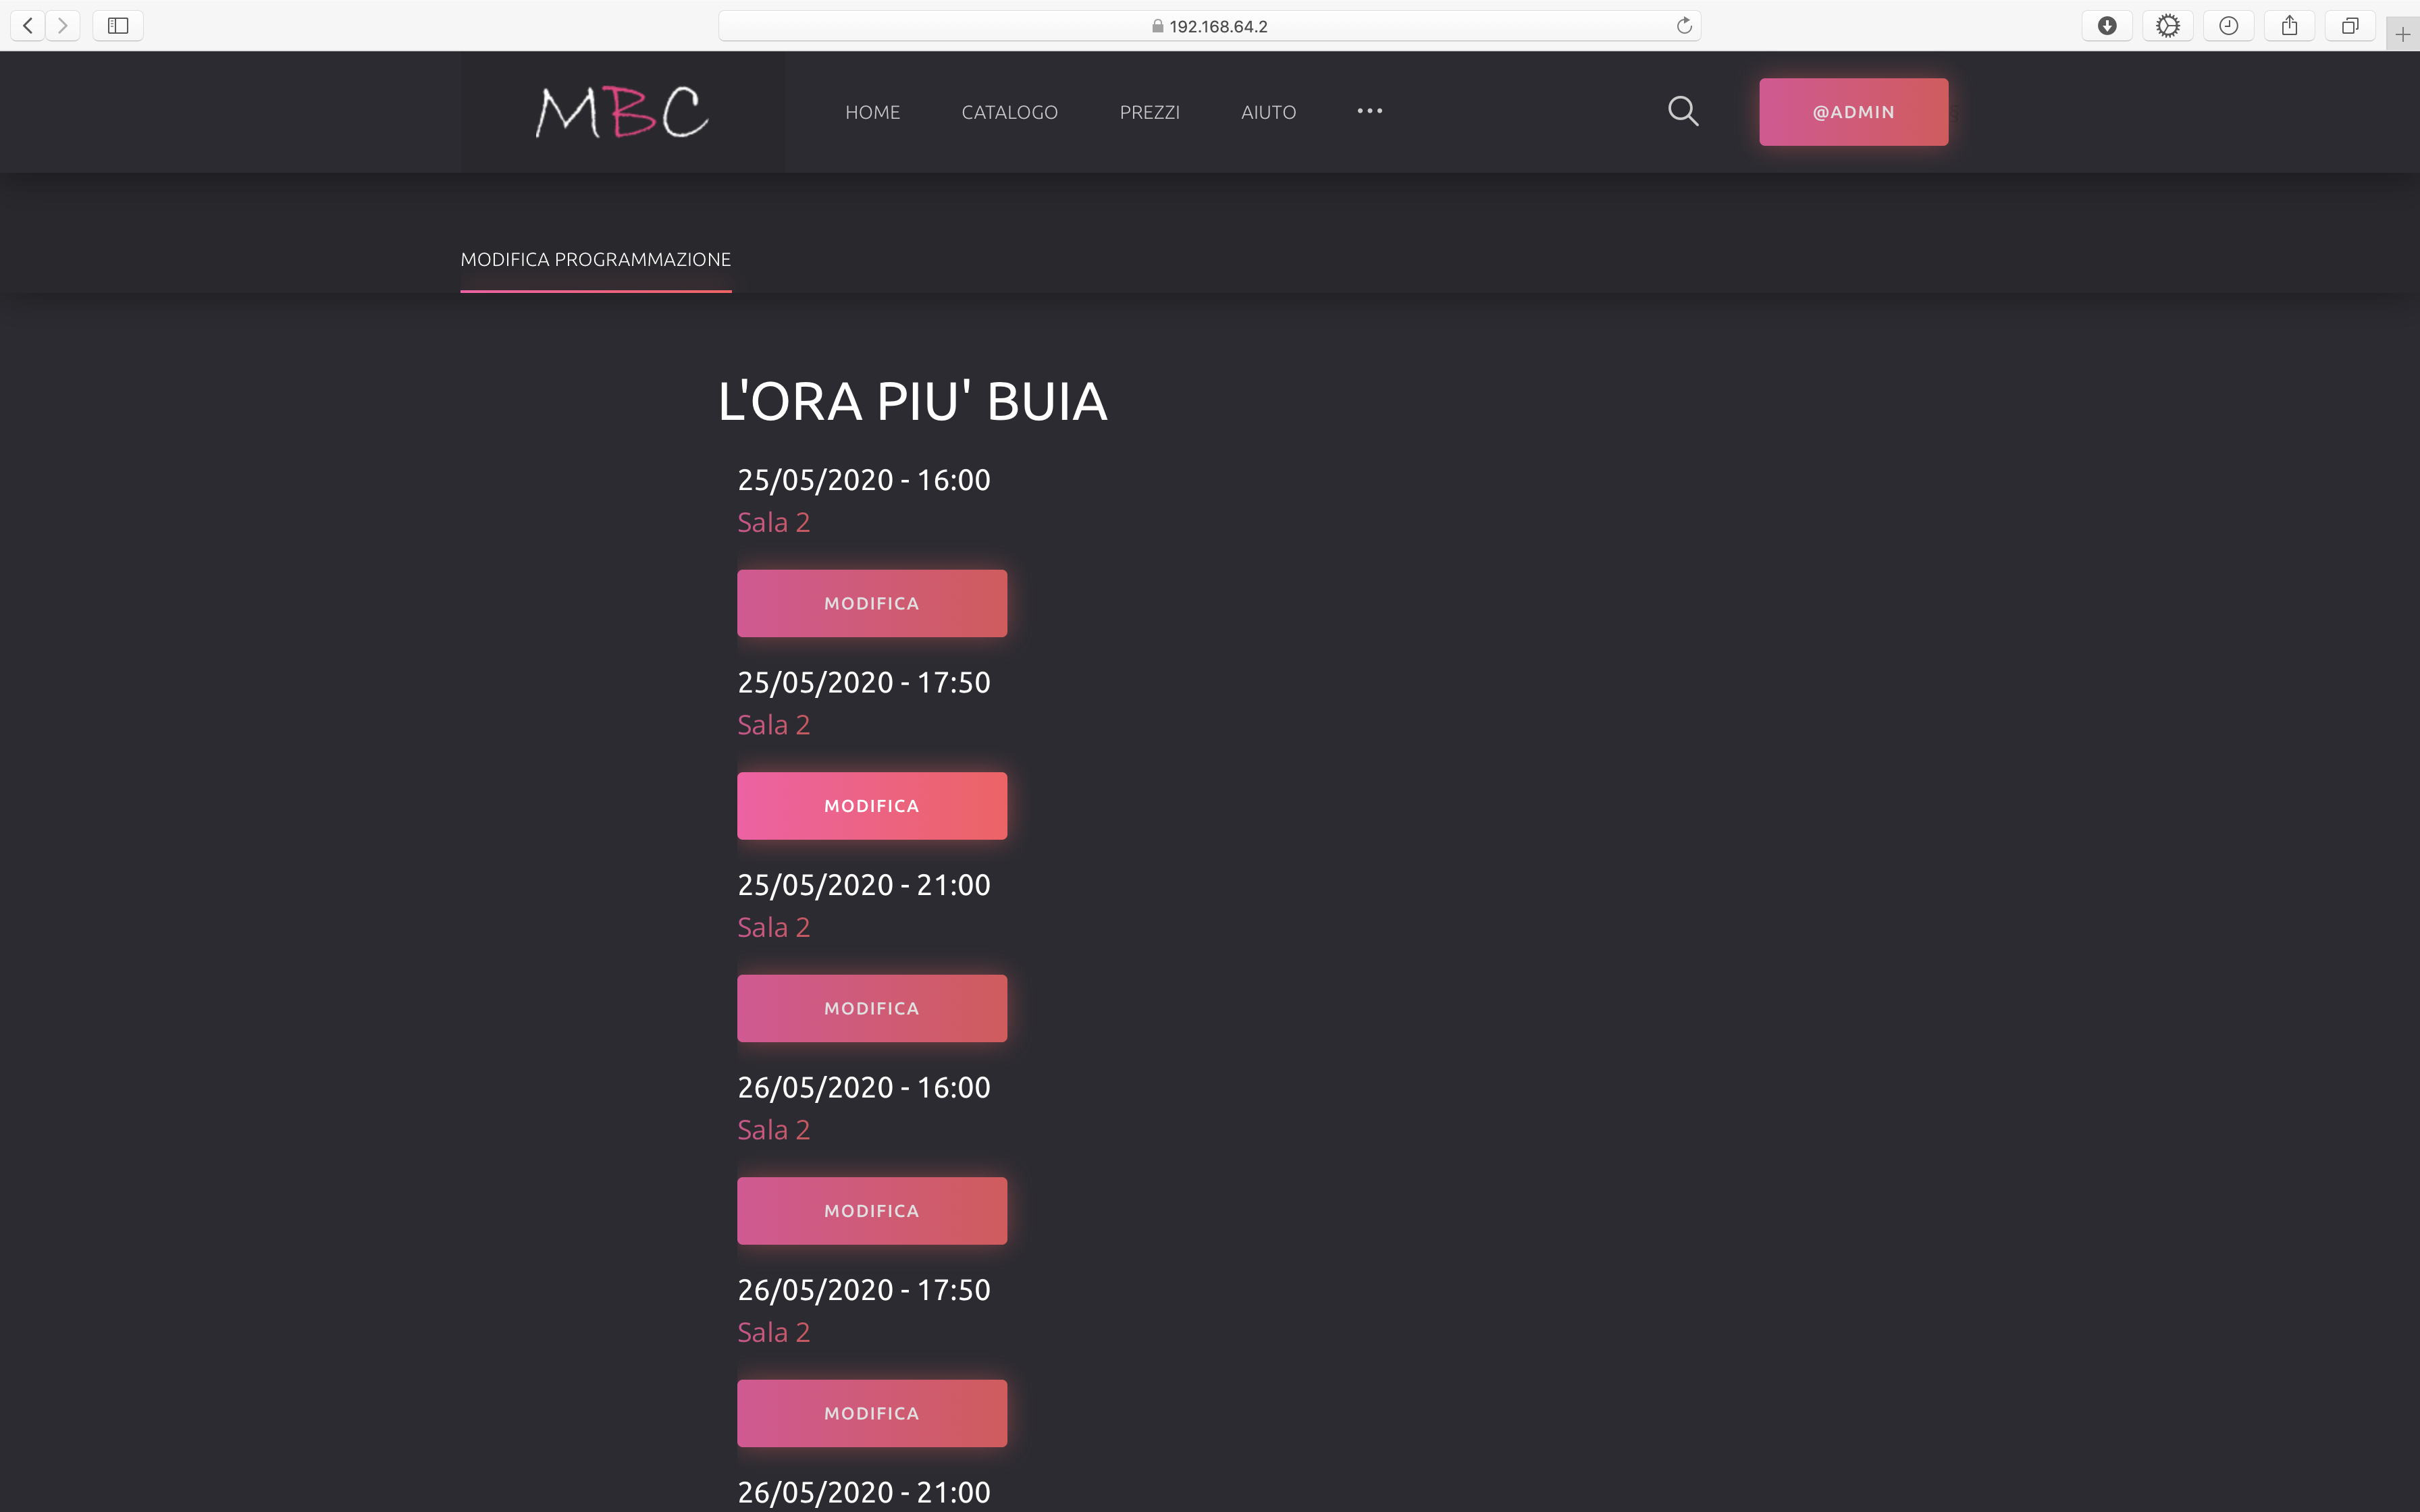 192.168.64.2
MBC
HOME
CATALOGO
PREZZI
AIUTO
@ADMIN
MODIFICA PROGRAMMAZIONE
L'ORA PIU' BUIA
25/05/2020 - 16:00
Sala 2
MODIFICA
25/05/2020 - 17:50
Sala 2
MODIFICA
25/05/2020 - 21:00
Sala 2
MODIFICA
26/05/2020 - 16:00
Sala 2
MODIFICA
26/05/2020 - 17:50
Sala 2
MODIFICA
26/05/2020 - 21:00